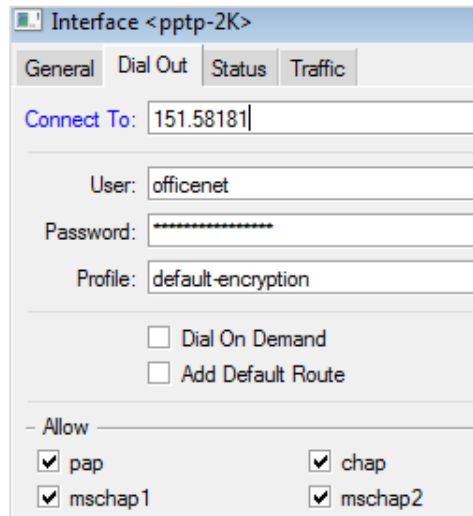 Interface <pptp-2K>
General Dial Out Status Traffic
Connect To: 151.58181
User: officenet
Password: ****************
Profile: default-encryption
Dial On Demand
Add Default Route
Allow
pap chap
mschap1 mschap2